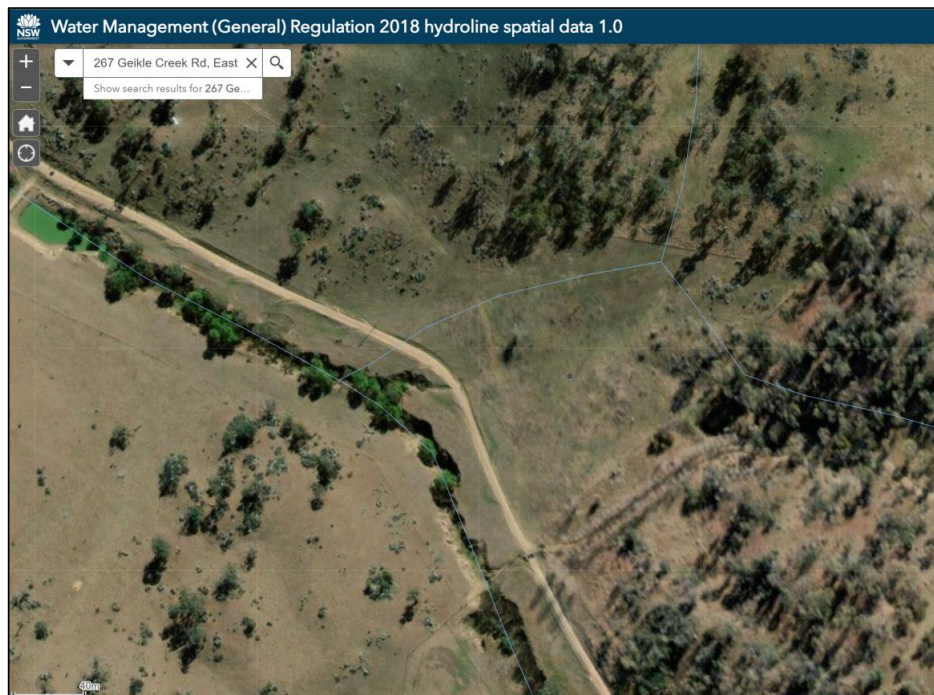 NSW
GOVERNMENT
Water Management (General) Regulation 2018 hydroline spatial data 1.0
+
267 Geikle Creek Rd, East
Show search results for 267 Ge...
−
40m